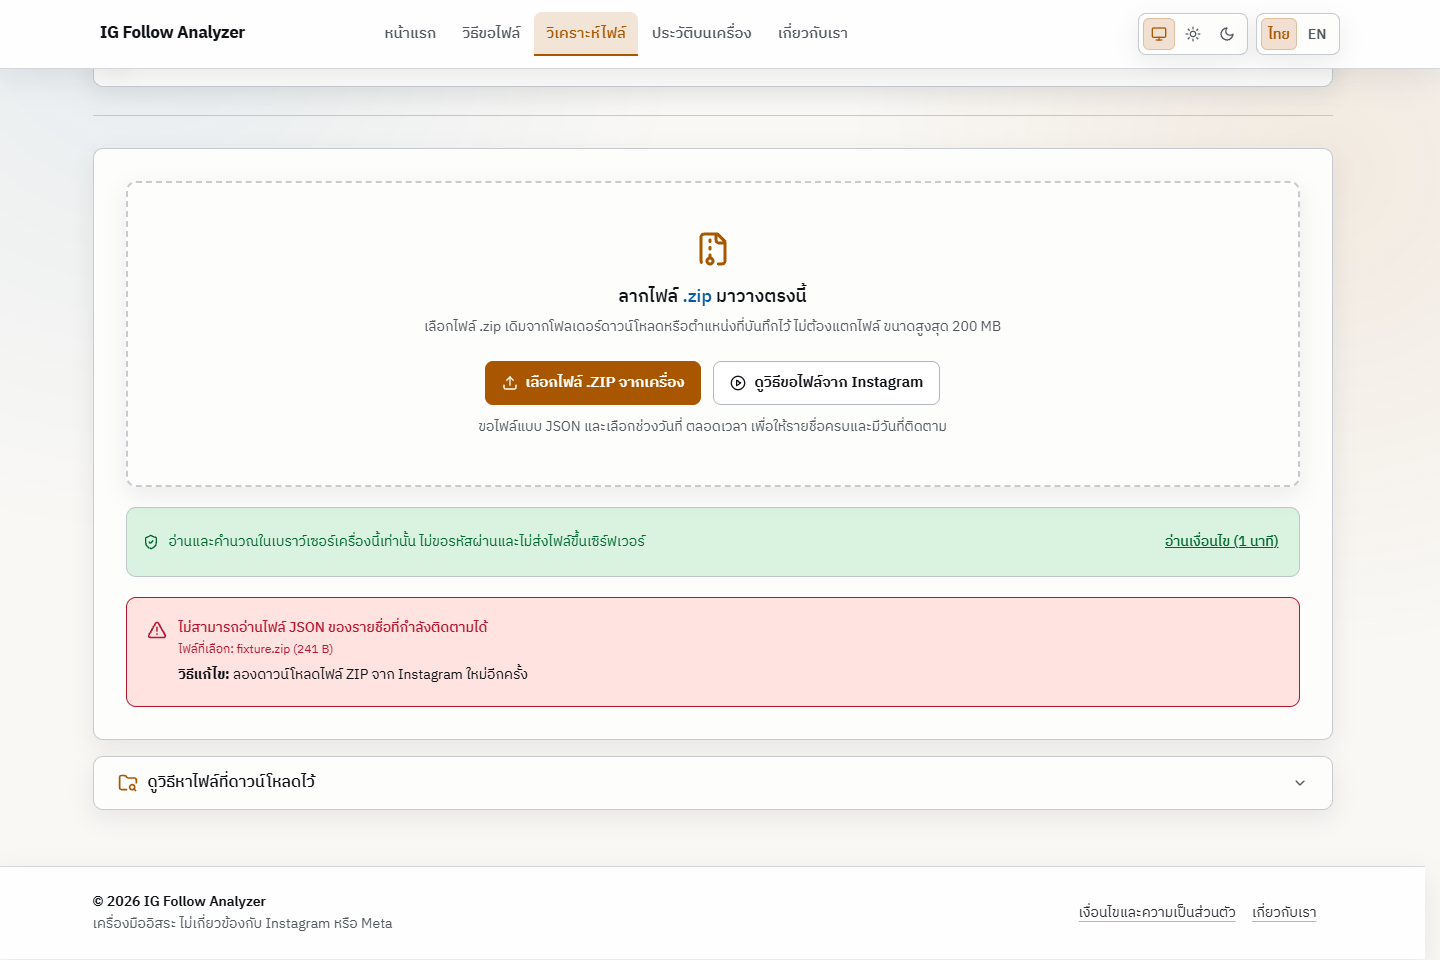 IG Follow Analyzer
หน้าแรก
วิธีขอไฟล์
วิเคราะห์ไฟล์
ประวัติบนเครื่อง
เกี่ยวกับเรา
ไทย
EN
ลากไฟล์ .zip มาวางตรงนี้
เลือกไฟล์ .zip เดิมจากโฟลเดอร์ดาวน์โหลดหรือตำแหน่งที่บันทึกไว้ ไม่ต้องแตกไฟล์ ขนาดสูงสุด 200 MB
เลือกไฟล์ .ZIP จากเครื่อง
ดูวิธีขอไฟล์จาก Instagram
ขอไฟล์แบบ JSON และเลือกช่วงวันที่ ตลอดเวลา เพื่อให้รายชื่อครบและมีวันที่ติดตาม
อ่านและคำนวณในเบราว์เซอร์เครื่องนี้เท่านั้น ไม่ขอรหัสผ่านและไม่ส่งไฟล์ขึ้นเซิร์ฟเวอร์
อ่านเงื่อนไข (1 นาที)
ไม่สามารถอ่านไฟล์ JSON ของรายชื่อที่กำลังติดตามได้
ไฟล์ที่เลือก: fixture.zip (241 B)
วิธีแก้ไข: ลองดาวน์โหลดไฟล์ ZIP จาก Instagram ใหม่อีกครั้ง
ดูวิธีหาไฟล์ที่ดาวน์โหลดไว้
© 2026 IG Follow Analyzer
เครื่องมืออิสระ ไม่เกี่ยวข้องกับ Instagram หรือ Meta
เงื่อนไขและความเป็นส่วนตัว
เกี่ยวกับเรา